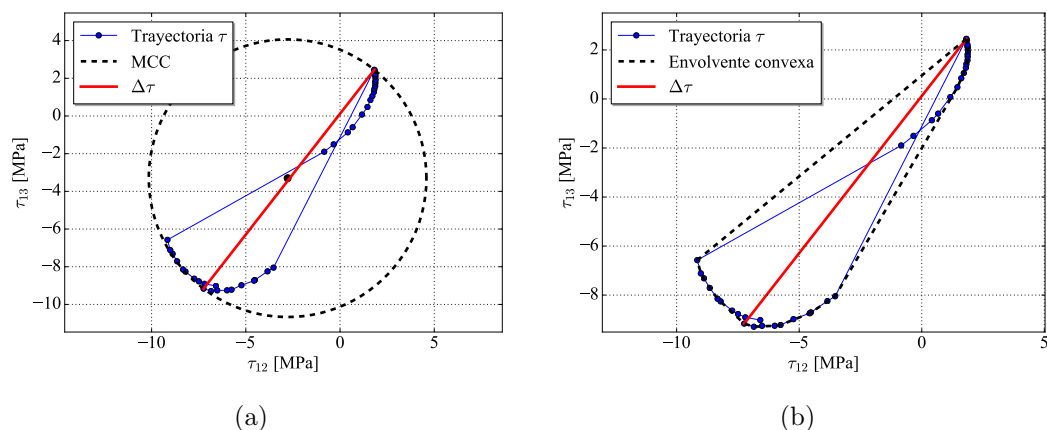 Trayectoria τ
MCC
Δτ
4
2
0
−2
−4
−6
−8
−10
τ13 [MPa]
−10
−5
0
5
τ12 [MPa]
(a)
Trayectoria τ
Envolvente convexa
Δτ
2
0
−2
−4
−6
−8
τ13 [MPa]
−10
−5
0
5
τ12 [MPa]
(b)